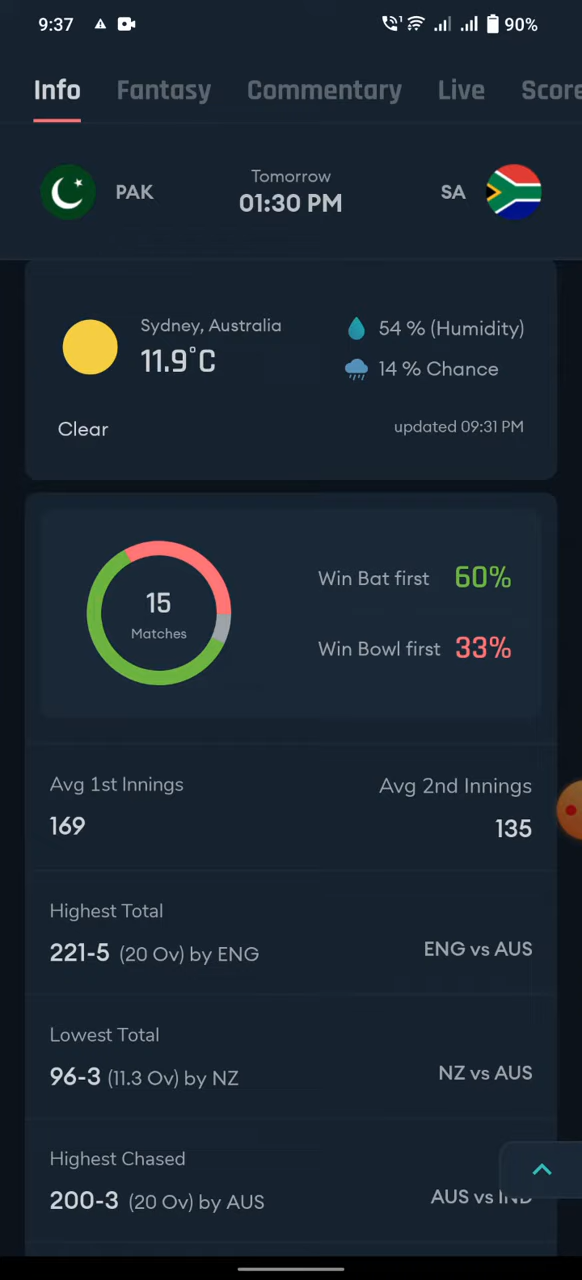 9:37 90%
Info Fantasy Commentary Live Score
PAK Tomorrow 01:30 PM SA
Sydney, Australia
11.9°C
54 % (Humidity)
14 % Chance
Clear updated 09:31 PM
15
Matches
Win Bat first 60%
Win Bowl first 33%
Avg 1st Innings Avg 2nd Innings
169 135
Highest Total
221-5 (20 Ov) by ENG ENG vs AUS
Lowest Total
96-3 (11.3 Ov) by NZ NZ vs AUS
Highest Chased
200-3 (20 Ov) by AUS AUS vs IND